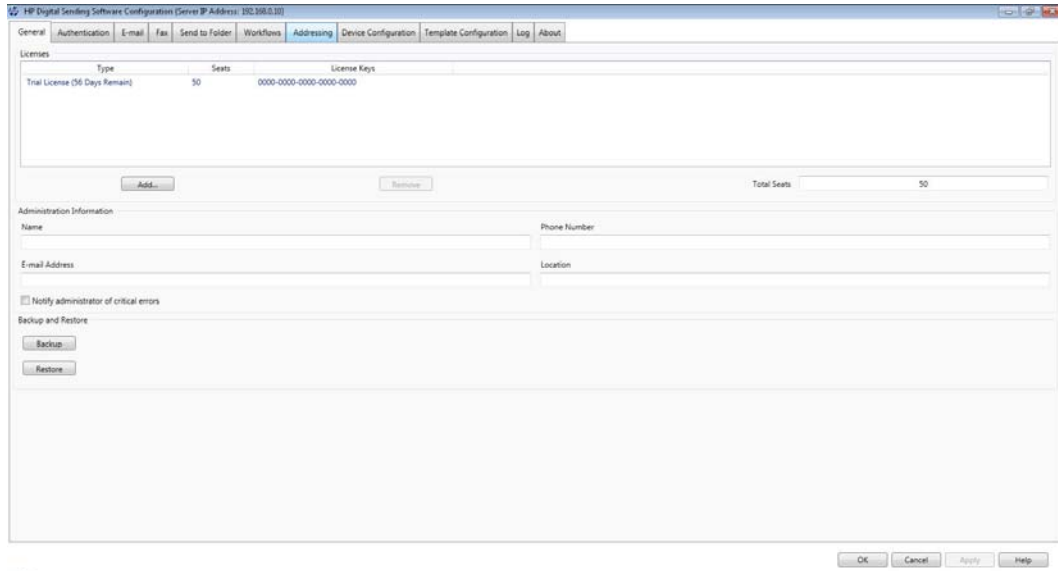 HP Digital Sending Software Configuration (Server IP Address: 192.168.0.10)
General Authentication E-mail Fax Send to Folder Workflows Addressing Device Configuration Template Configuration Log About
Licenses
Type Seats License Keys
Trial License (56 Days Remain) 50 0000-0000-0000-0000-0000
Add... Remove Total Seats 50
Administration Information
Name Phone Number
E-mail Address Location
Notify administrator of critical errors
Backup and Restore
Backup
Restore
OK Cancel Apply Help